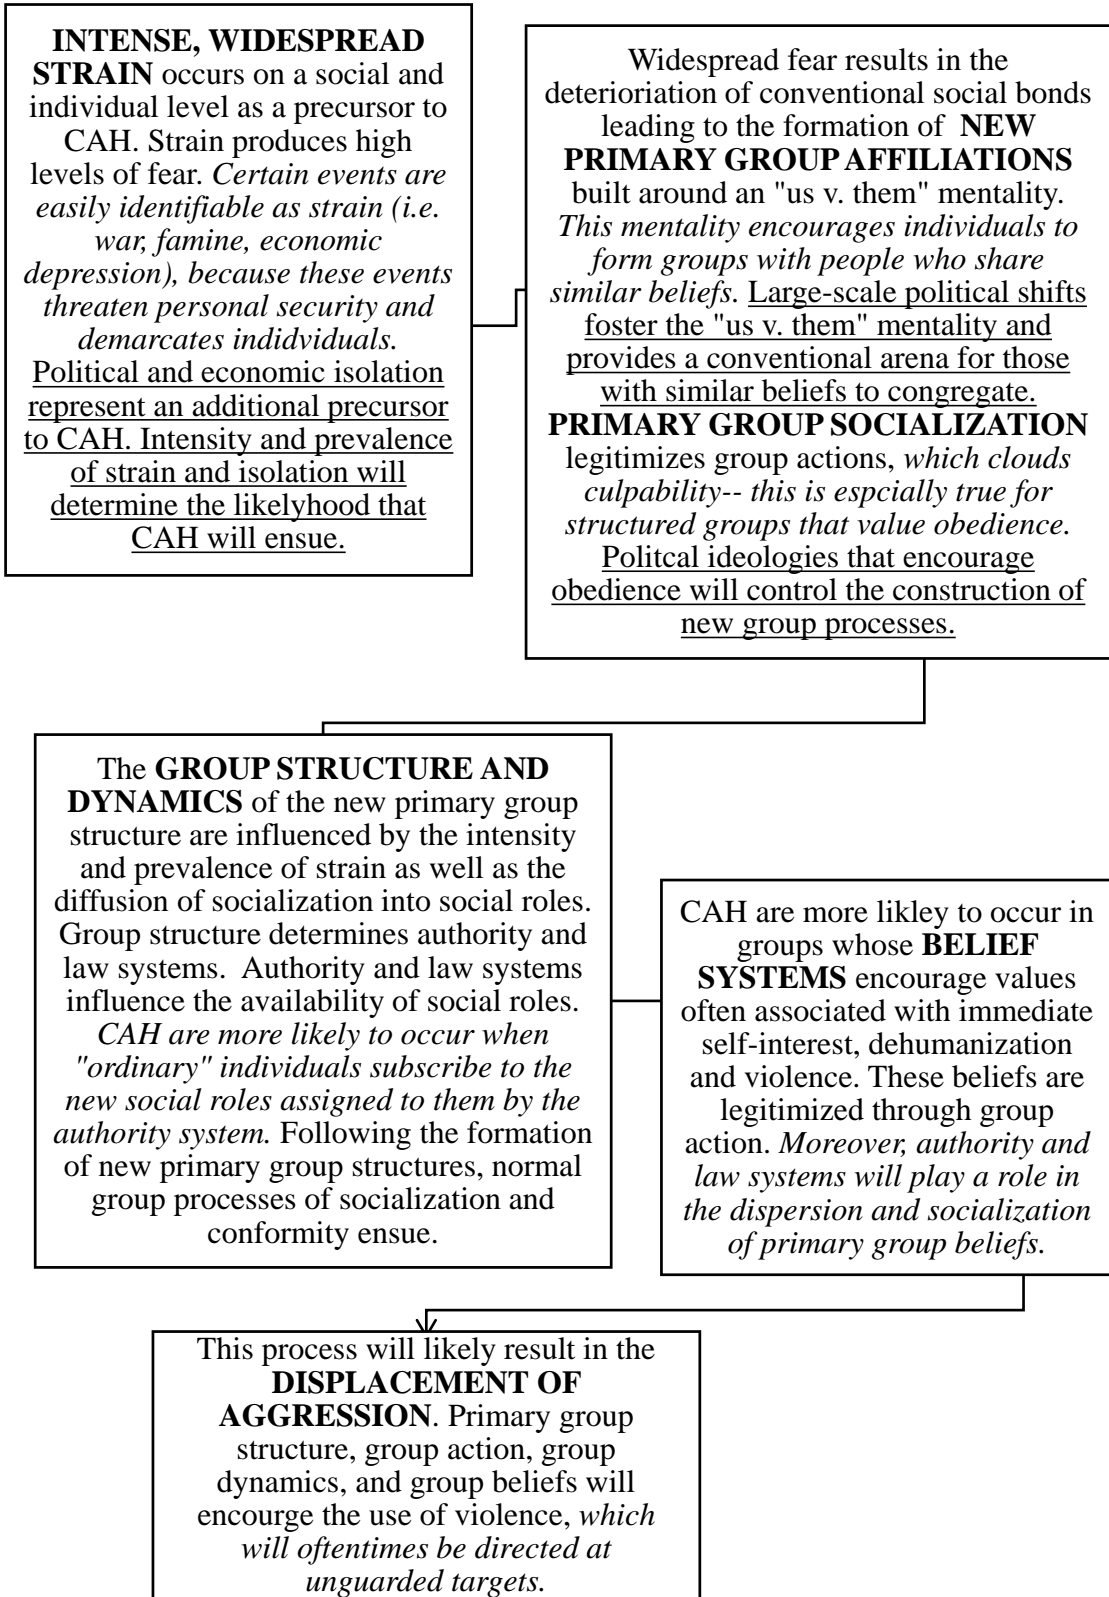 INTENSE, WIDESPREAD
STRAIN occurs on a social and
individual level as a precursor to
CAH. Strain produces high
levels of fear. Certain events are
easily identifiable as strain (i.e.
war, famine, economic
depression), because these events
threaten personal security and
demarcates indidviduals.
Political and economic isolation
represent an additional precursor
to CAH. Intensity and prevalence
of strain and isolation will
determine the likelyhood that
CAH will ensue.
Widespread fear results in the
deterioriation of conventional social bonds
leading to the formation of NEW
PRIMARY GROUP AFFILIATIONS
built around an "us v. them" mentality.
This mentality encourages individuals to
form groups with people who share
similar beliefs. Large-scale political shifts
foster the "us v. them" mentality and
provides a conventional arena for those
with similar beliefs to congregate.
PRIMARY GROUP SOCIALIZATION
legitimizes group actions, which clouds
culpability-- this is espcially true for
structured groups that value obedience.
Politcal ideologies that encourage
obedience will control the construction of
new group processes.
The GROUP STRUCTURE AND
DYNAMICS of the new primary group
structure are influenced by the intensity
and prevalence of strain as well as the
diffusion of socialization into social roles.
Group structure determines authority and
law systems. Authority and law systems
influence the availability of social roles.
CAH are more likely to occur when
"ordinary" individuals subscribe to the
new social roles assigned to them by the
authority system. Following the formation
of new primary group structures, normal
group processes of socialization and
conformity ensue.
CAH are more likley to occur in
groups whose BELIEF
SYSTEMS encourage values
often associated with immediate
self-interest, dehumanization
and violence. These beliefs are
legitimized through group
action. Moreover, authority and
law systems will play a role in
the dispersion and socialization
of primary group beliefs.
This process will likely result in the
DISPLACEMENT OF
AGGRESSION. Primary group
structure, group action, group
dynamics, and group beliefs will
encourge the use of violence, which
will oftentimes be directed at
unguarded targets.